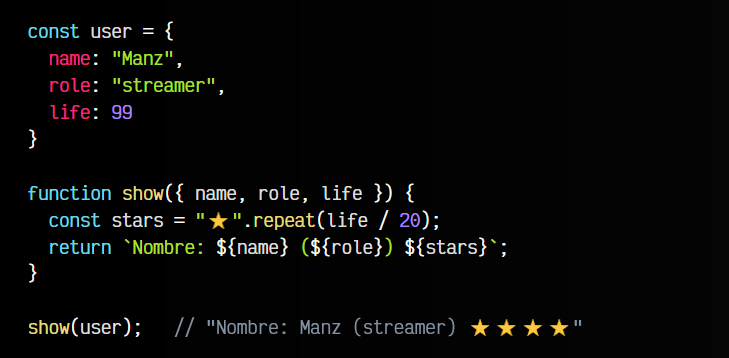 const user = {
  name: "Manz",
  role: "streamer",
  life: 99
}

function show({ name, role, life }) {
  const stars = "⭐".repeat(life / 20);
  return `Nombre: ${name} (${role}) ${stars}`;
}

show(user);   // "Nombre: Manz (streamer) ⭐⭐⭐⭐"